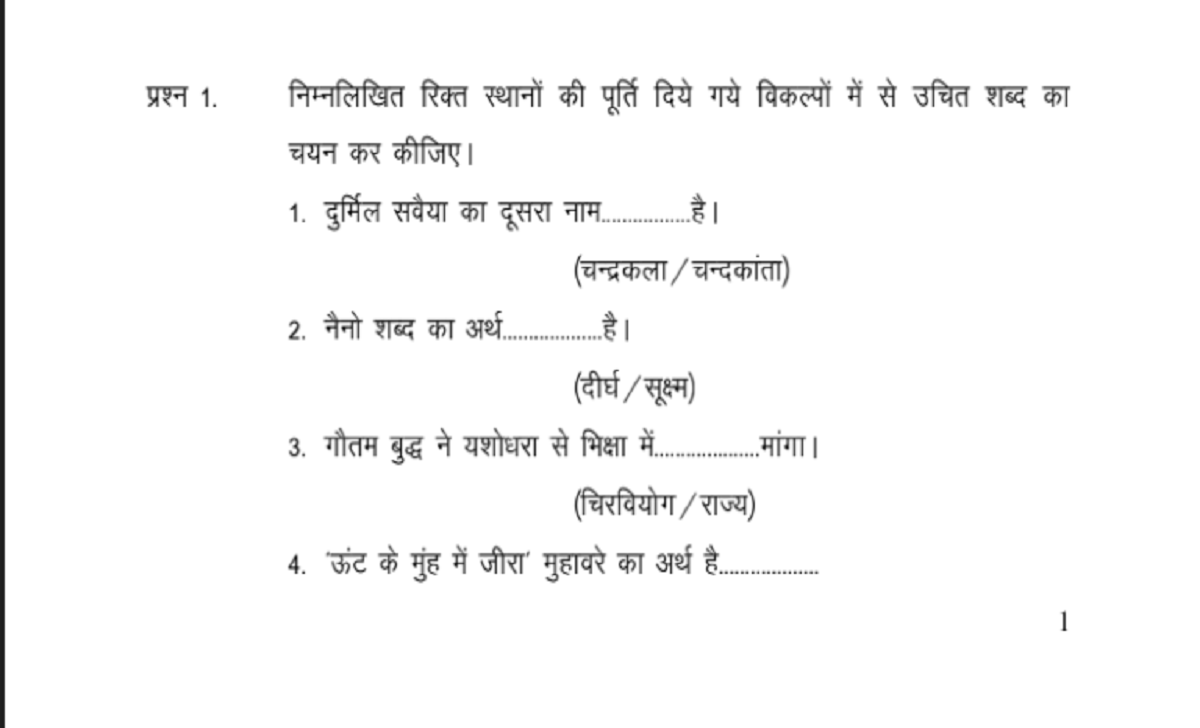 प्रश्न 1. निम्नलिखित रिक्त स्थानों की पूर्ति दिये गये विकल्पों में से उचित शब्द का
चयन कर कीजिए।
1. दुर्मिल सवैया का दूसरा नाम.................है।
(चन्द्रकला/चन्दकांता)
2. नैनो शब्द का अर्थ...................है।
(दीर्घ/सूक्ष्म)
3. गौतम बुद्ध ने यशोधरा से भिक्षा में....................मांगा।
(चिरवियोग/राज्य)
4. 'ऊंट के मुंह में जीरा' मुहावरे का अर्थ है...................
1